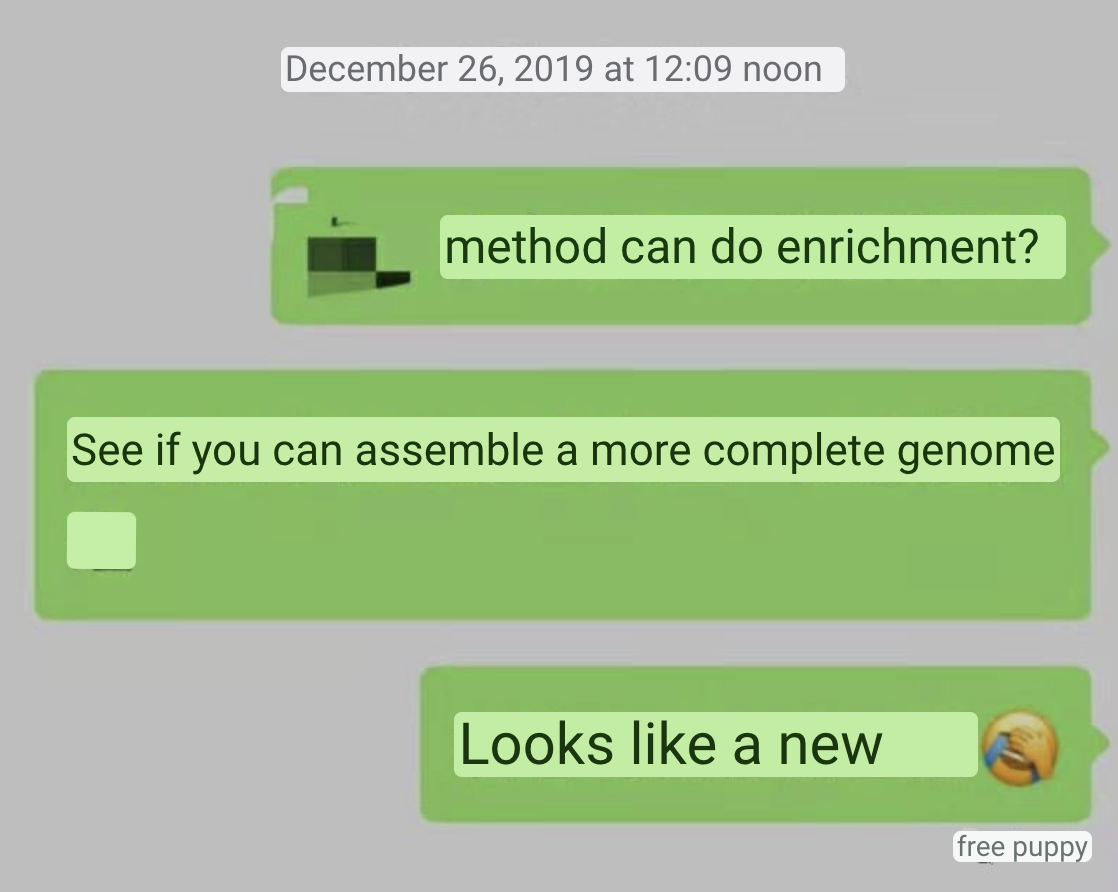 December 26, 2019 at 12:09 noon
method can do enrichment?
See if you can assemble a more complete genome
Looks like a new
free puppy